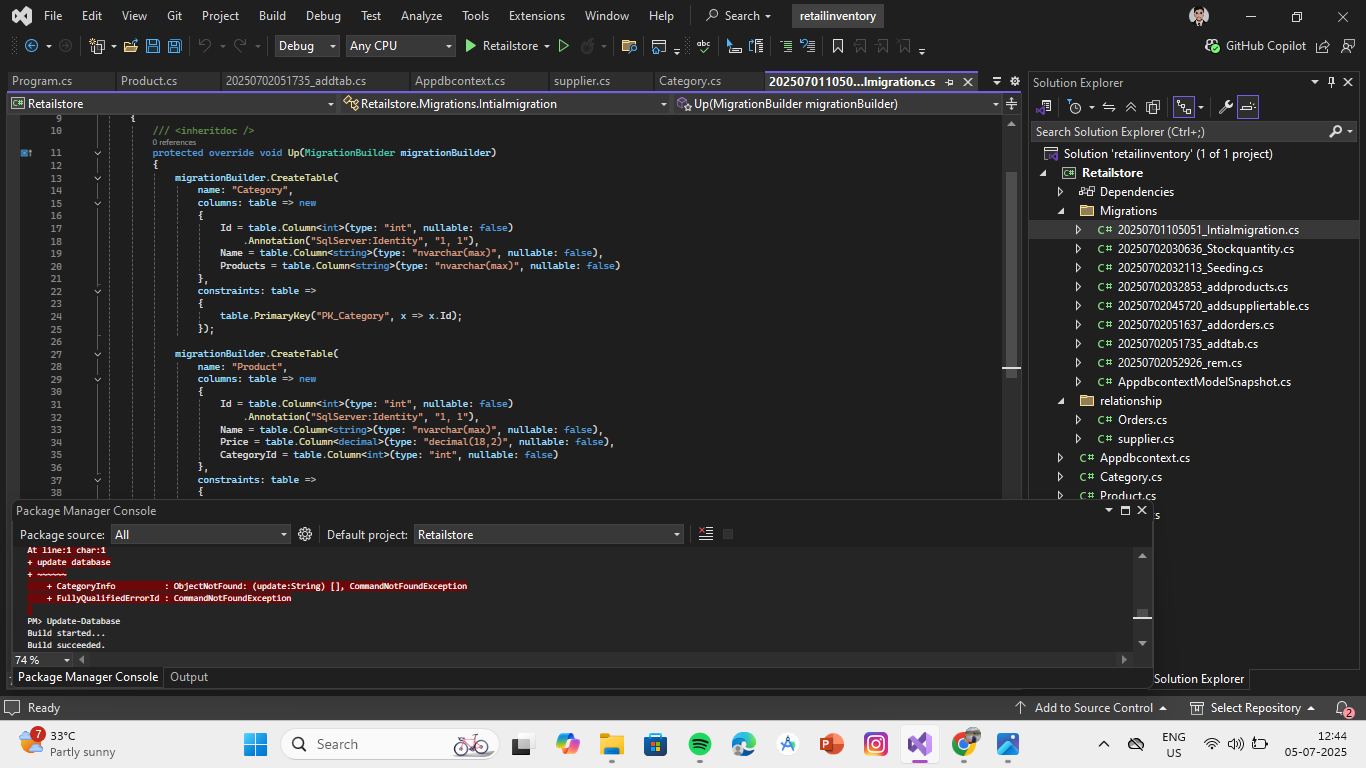 File Edit View Git Project Build Debug Test Analyze Tools Extensions Window Help Search retailinventory
Debug Any CPU Retailstore GitHub Copilot
Program.cs Product.cs 20250702051735_addtab.cs Appdbcontext.cs supplier.cs Category.cs 202507011050...lmigration.cs
Retailstore Retailstore.Migrations.Intialmigration Up(MigrationBuilder migrationBuilder)
9 {
10 /// <inheritdoc />
0 references
11 protected override void Up(MigrationBuilder migrationBuilder)
12 {
13 migrationBuilder.CreateTable(
14 name: "Category",
15 columns: table => new
16 {
17 Id = table.Column<int>(type: "int", nullable: false)
18 .Annotation("SqlServer:Identity", "1, 1"),
19 Name = table.Column<string>(type: "nvarchar(max)", nullable: false),
20 Products = table.Column<string>(type: "nvarchar(max)", nullable: false)
21 },
22 constraints: table =>
23 {
24 table.PrimaryKey("PK_Category", x => x.Id);
25 });
26
27 migrationBuilder.CreateTable(
28 name: "Product",
29 columns: table => new
30 {
31 Id = table.Column<int>(type: "int", nullable: false)
32 .Annotation("SqlServer:Identity", "1, 1"),
33 Name = table.Column<string>(type: "nvarchar(max)", nullable: false),
34 Price = table.Column<decimal>(type: "decimal(18,2)", nullable: false),
35 CategoryId = table.Column<int>(type: "int", nullable: false)
36 },
37 constraints: table =>
38 {
Solution Explorer
Search Solution Explorer (Ctrl+;)
Solution 'retailinventory' (1 of 1 project)
Retailstore
Dependencies
Migrations
20250701105051_Intialmigration.cs
20250702030636_Stockquantity.cs
20250702032113_Seeding.cs
20250702032853_addproducts.cs
20250702045720_addsuppliertable.cs
20250702051637_addorders.cs
20250702051735_addtab.cs
20250702052926_rem.cs
AppdbcontextModelSnapshot.cs
relationship
Orders.cs
supplier.cs
Appdbcontext.cs
Category.cs
Product.cs
Package Manager Console
Package source: All Default project: Retailstore
At line:1 char:1
+ update database
+ ~~~~~~
+ CategoryInfo : ObjectNotFound: (update:String) [], CommandNotFoundException
+ FullyQualifiedErrorId : CommandNotFoundException
PM> Update-Database
Build started...
Build succeeded.
74 %
Package Manager Console Output
Solution Explorer
Ready Add to Source Control Select Repository 2
7 33°C
Partly sunny
Search
ENG
US
12:44
05-07-2025